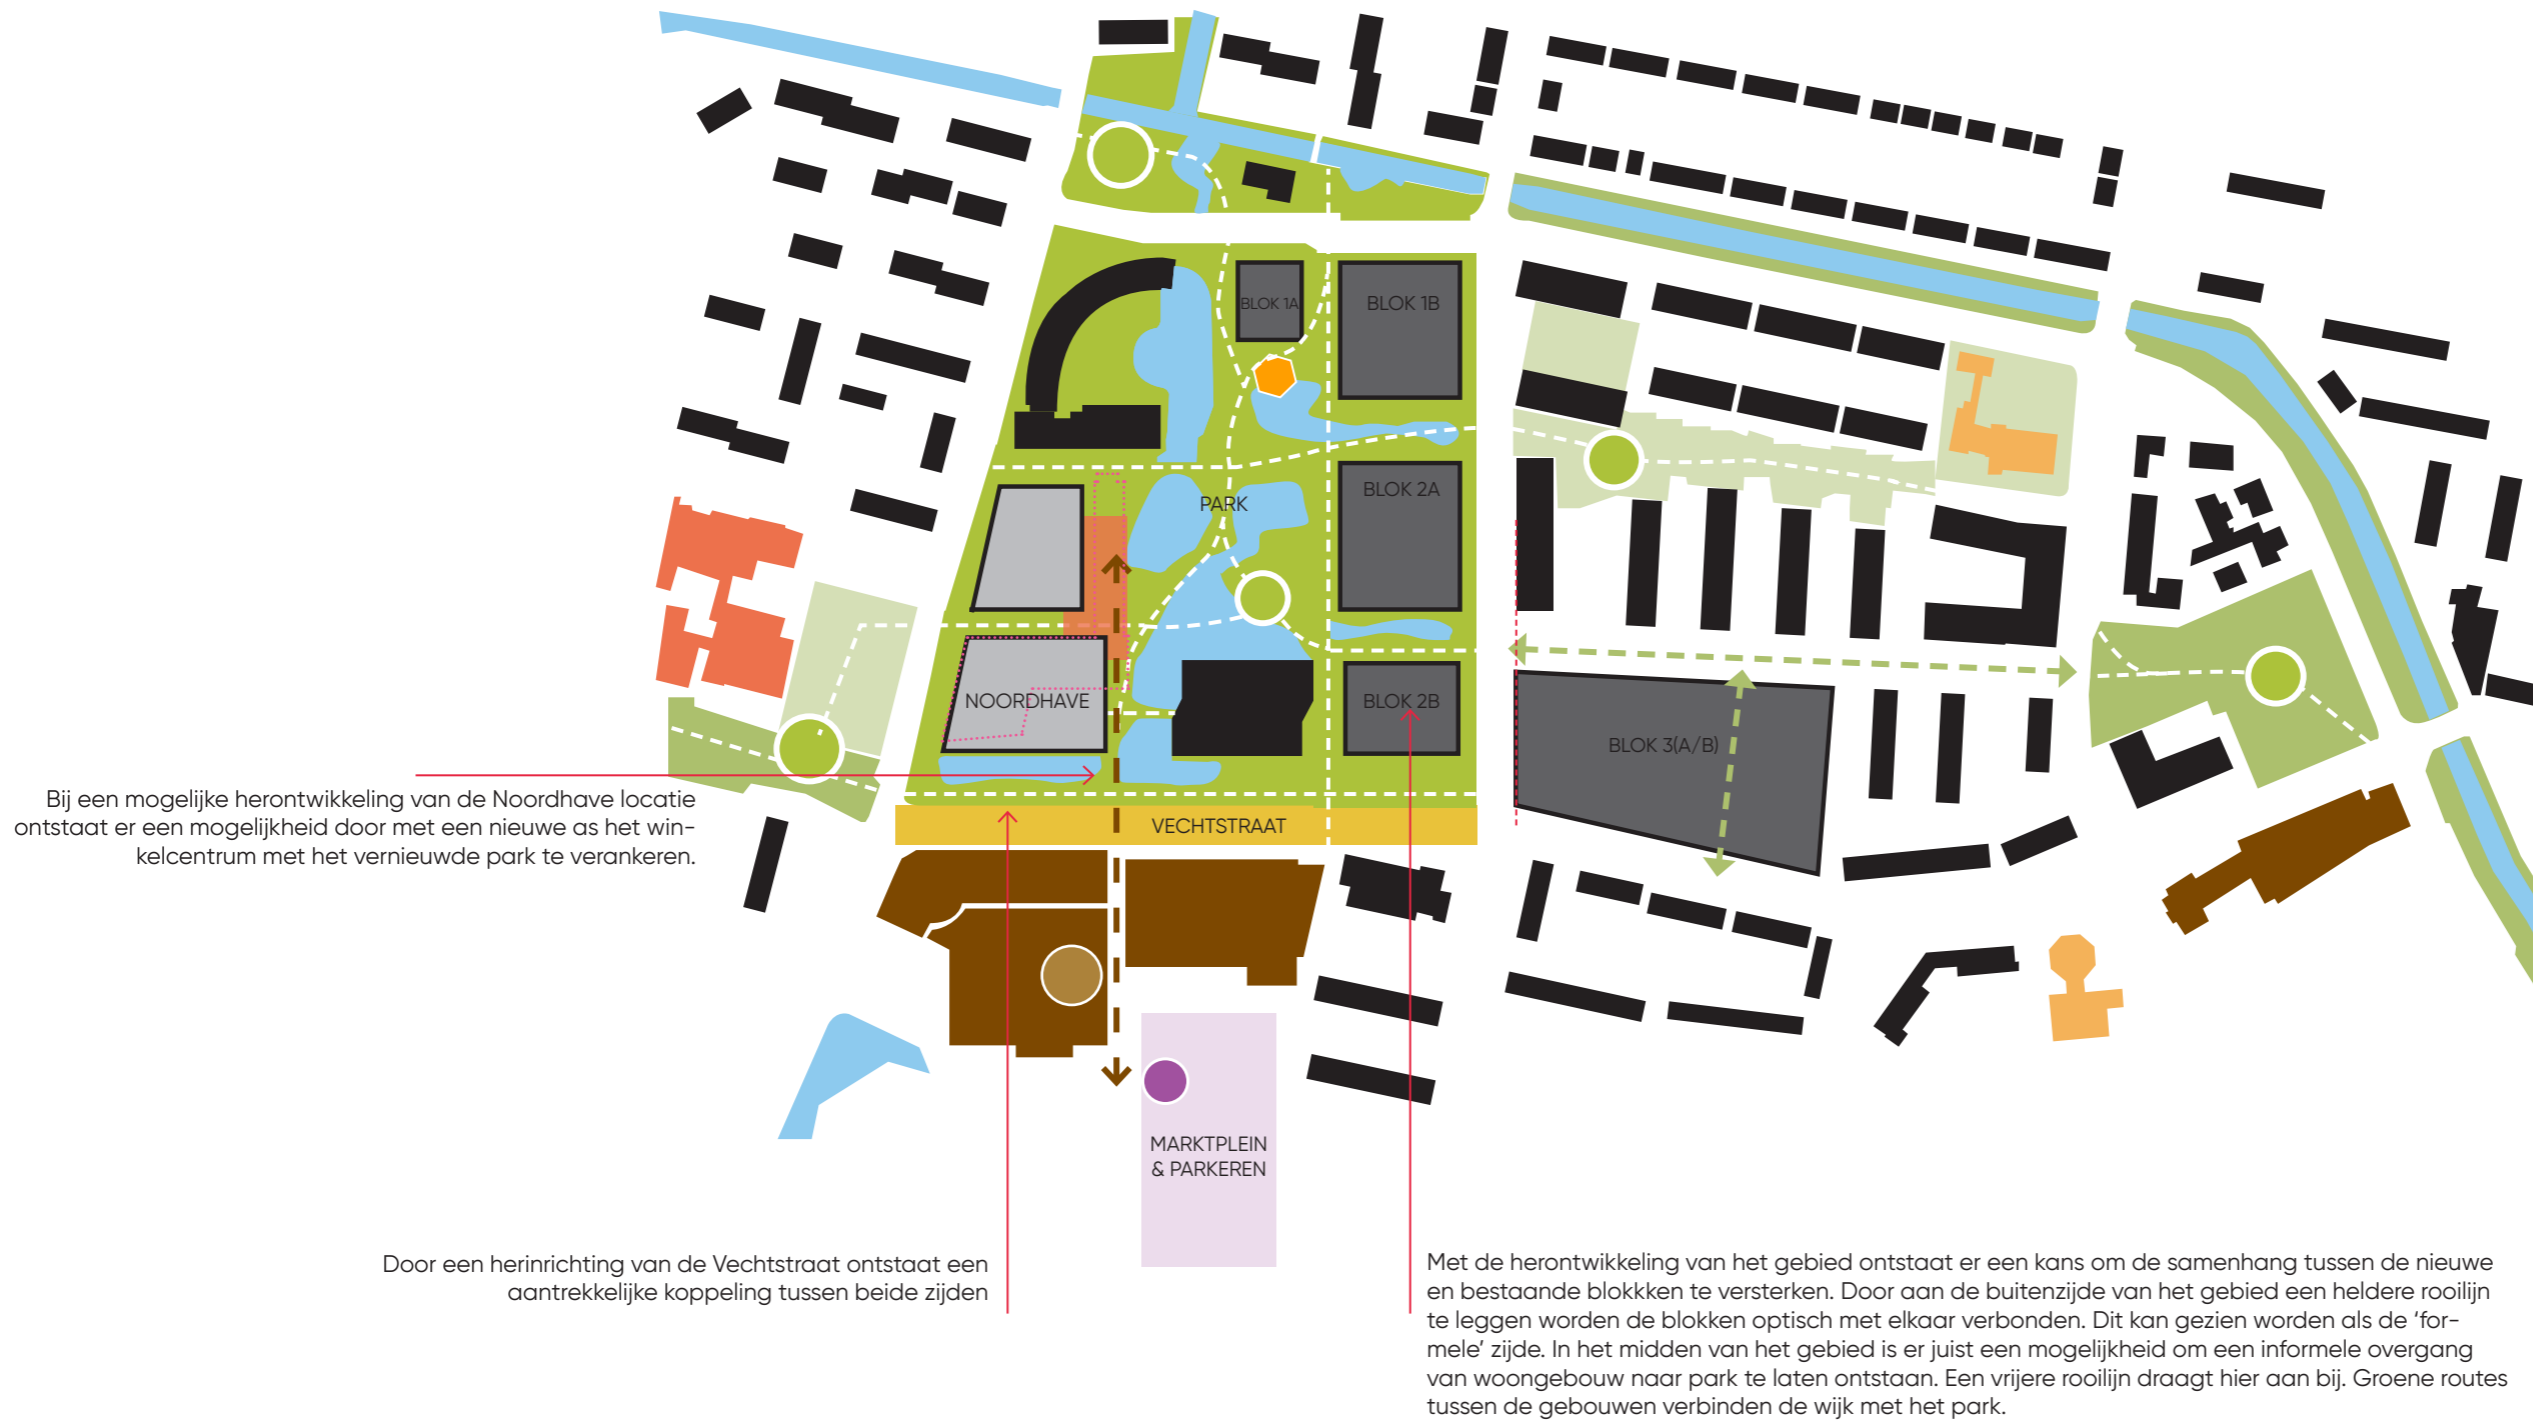 BLOK 1A
BLOK 1B
BLOK 2A
PARK
NOORDHAVE
BLOK 2B
BLOK 3(A/B)
VECHTSTRAAT
Bij een mogelijke herontwikkeling van de Noordhave locatie
ontstaat er een mogelijkheid door met een nieuwe as het win-
kelcentrum met het vernieuwde park te verankeren.
MARKTPLEIN
& PARKEREN
Door een herinrichting van de Vechtstraat ontstaat een
aantrekkelijke koppeling tussen beide zijden
Met de herontwikkeling van het gebied ontstaat er een kans om de samenhang tussen de nieuwe
en bestaande blokkken te versterken. Door aan de buitenzijde van het gebied een heldere rooilijn
te leggen worden de blokken optisch met elkaar verbonden. Dit kan gezien worden als de ‘for-
mele’ zijde. In het midden van het gebied is er juist een mogelijkheid om een informele overgang
van woongebouw naar park te laten ontstaan. Een vrijere rooilijn draagt hier aan bij. Groene routes
tussen de gebouwen verbinden de wijk met het park.